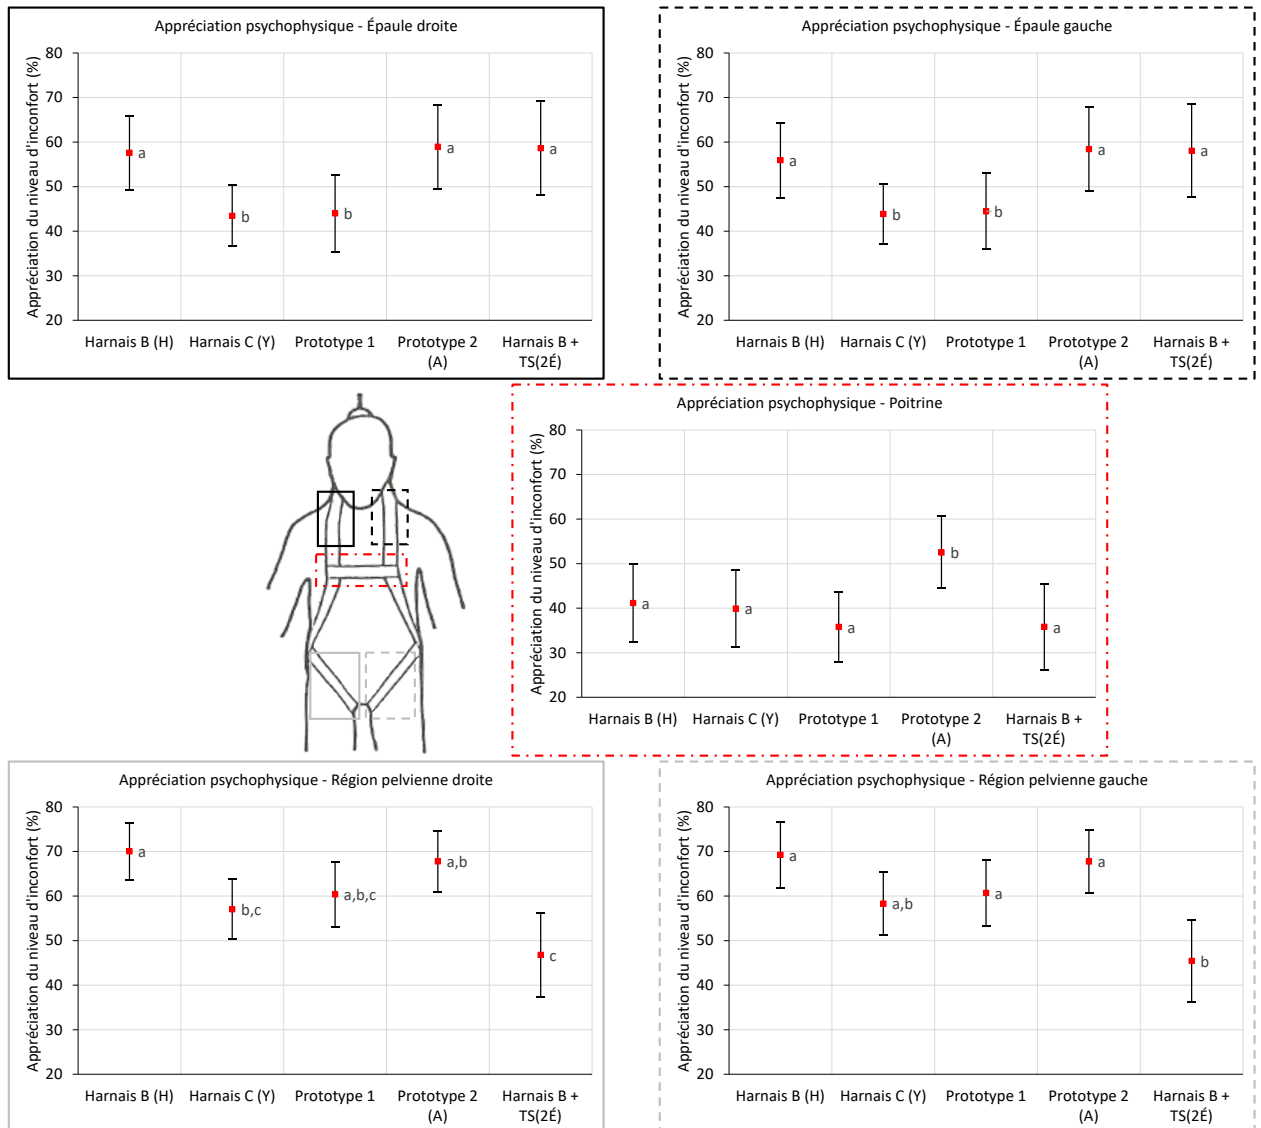 Appréciation psychophysique - Épaule droite
Appréciation du niveau d'inconfort (%)
80
70
60
50
40
30
20
a
b
b
a
a
Harnais B (H)
Harnais C (Y)
Prototype 1
Prototype 2
(A)
Harnais B +
TS(2É)
Appréciation psychophysique - Épaule gauche
Appréciation du niveau d'inconfort (%)
80
70
60
50
40
30
20
a
b
b
a
a
Harnais B (H)
Harnais C (Y)
Prototype 1
Prototype 2
(A)
Harnais B +
TS(2É)
Appréciation psychophysique - Poitrine
Appréciation du niveau d'inconfort (%)
80
70
60
50
40
30
20
a
a
a
b
a
Harnais B (H)
Harnais C (Y)
Prototype 1
Prototype 2
(A)
Harnais B +
TS(2É)
Appréciation psychophysique - Région pelvienne droite
Appréciation du niveau d'inconfort (%)
80
70
60
50
40
30
20
a
b,c
a,b,c
a,b
c
Harnais B (H)
Harnais C (Y)
Prototype 1
Prototype 2
(A)
Harnais B +
TS(2É)
Appréciation psychophysique - Région pelvienne gauche
Appréciation du niveau d'inconfort (%)
80
70
60
50
40
30
20
a
a,b
a
a
b
Harnais B (H)
Harnais C (Y)
Prototype 1
Prototype 2
(A)
Harnais B +
TS(2É)